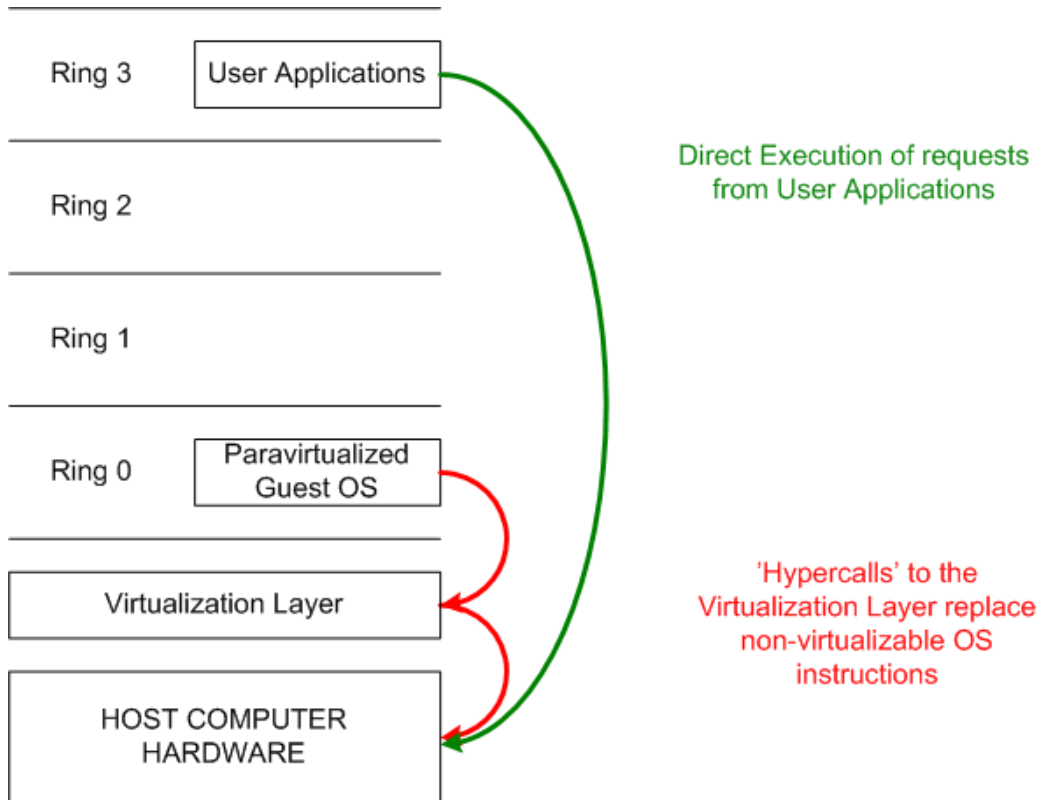 Ring 3
User Applications
Direct Execution of requests
from User Applications
Ring 2
Ring 1
Ring 0
Paravirtualized
Guest OS
Virtualization Layer
'Hypercalls' to the
Virtualization Layer replace
non-virtualizable OS
instructions
HOST COMPUTER
HARDWARE